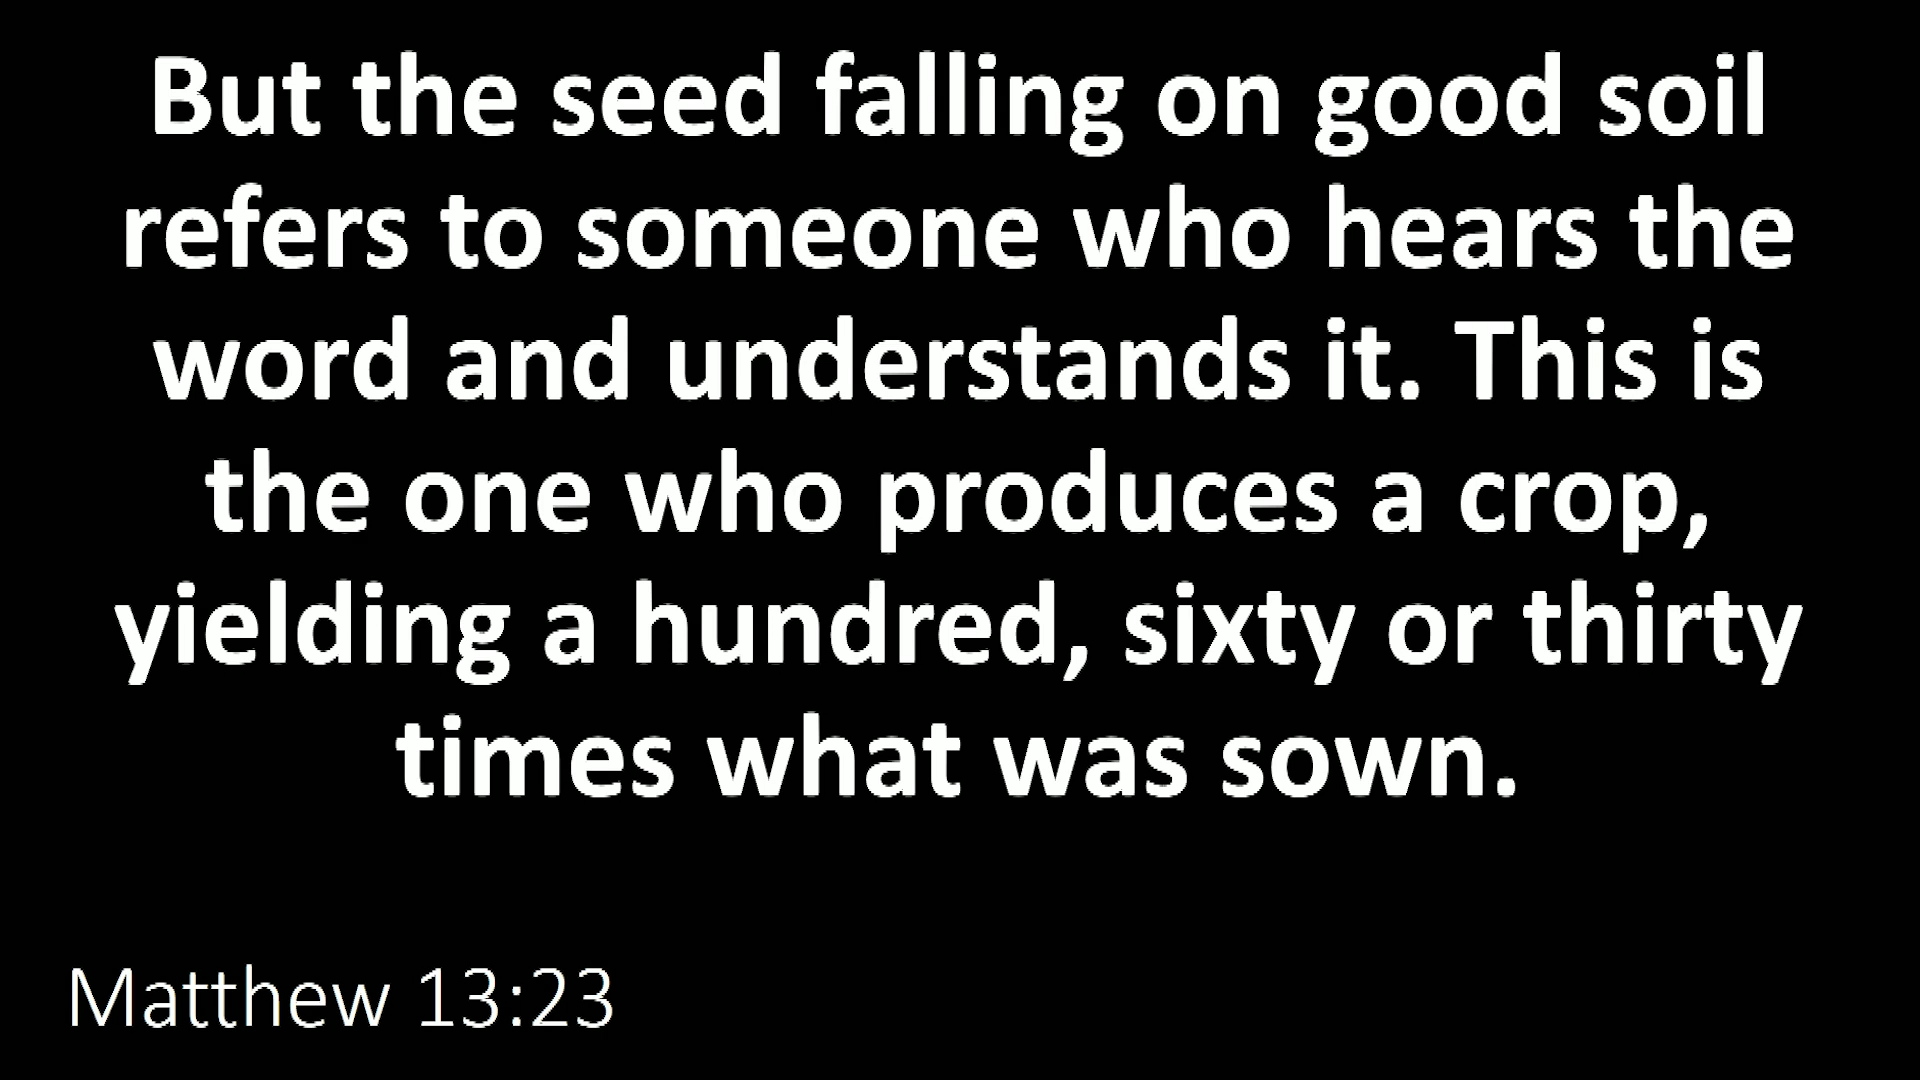 But the seed falling on good soil
refers to someone who hears the
word and understands it. This is
the one who produces a crop,
yielding a hundred, sixty or thirty
times what was sown.
Matthew 13:23